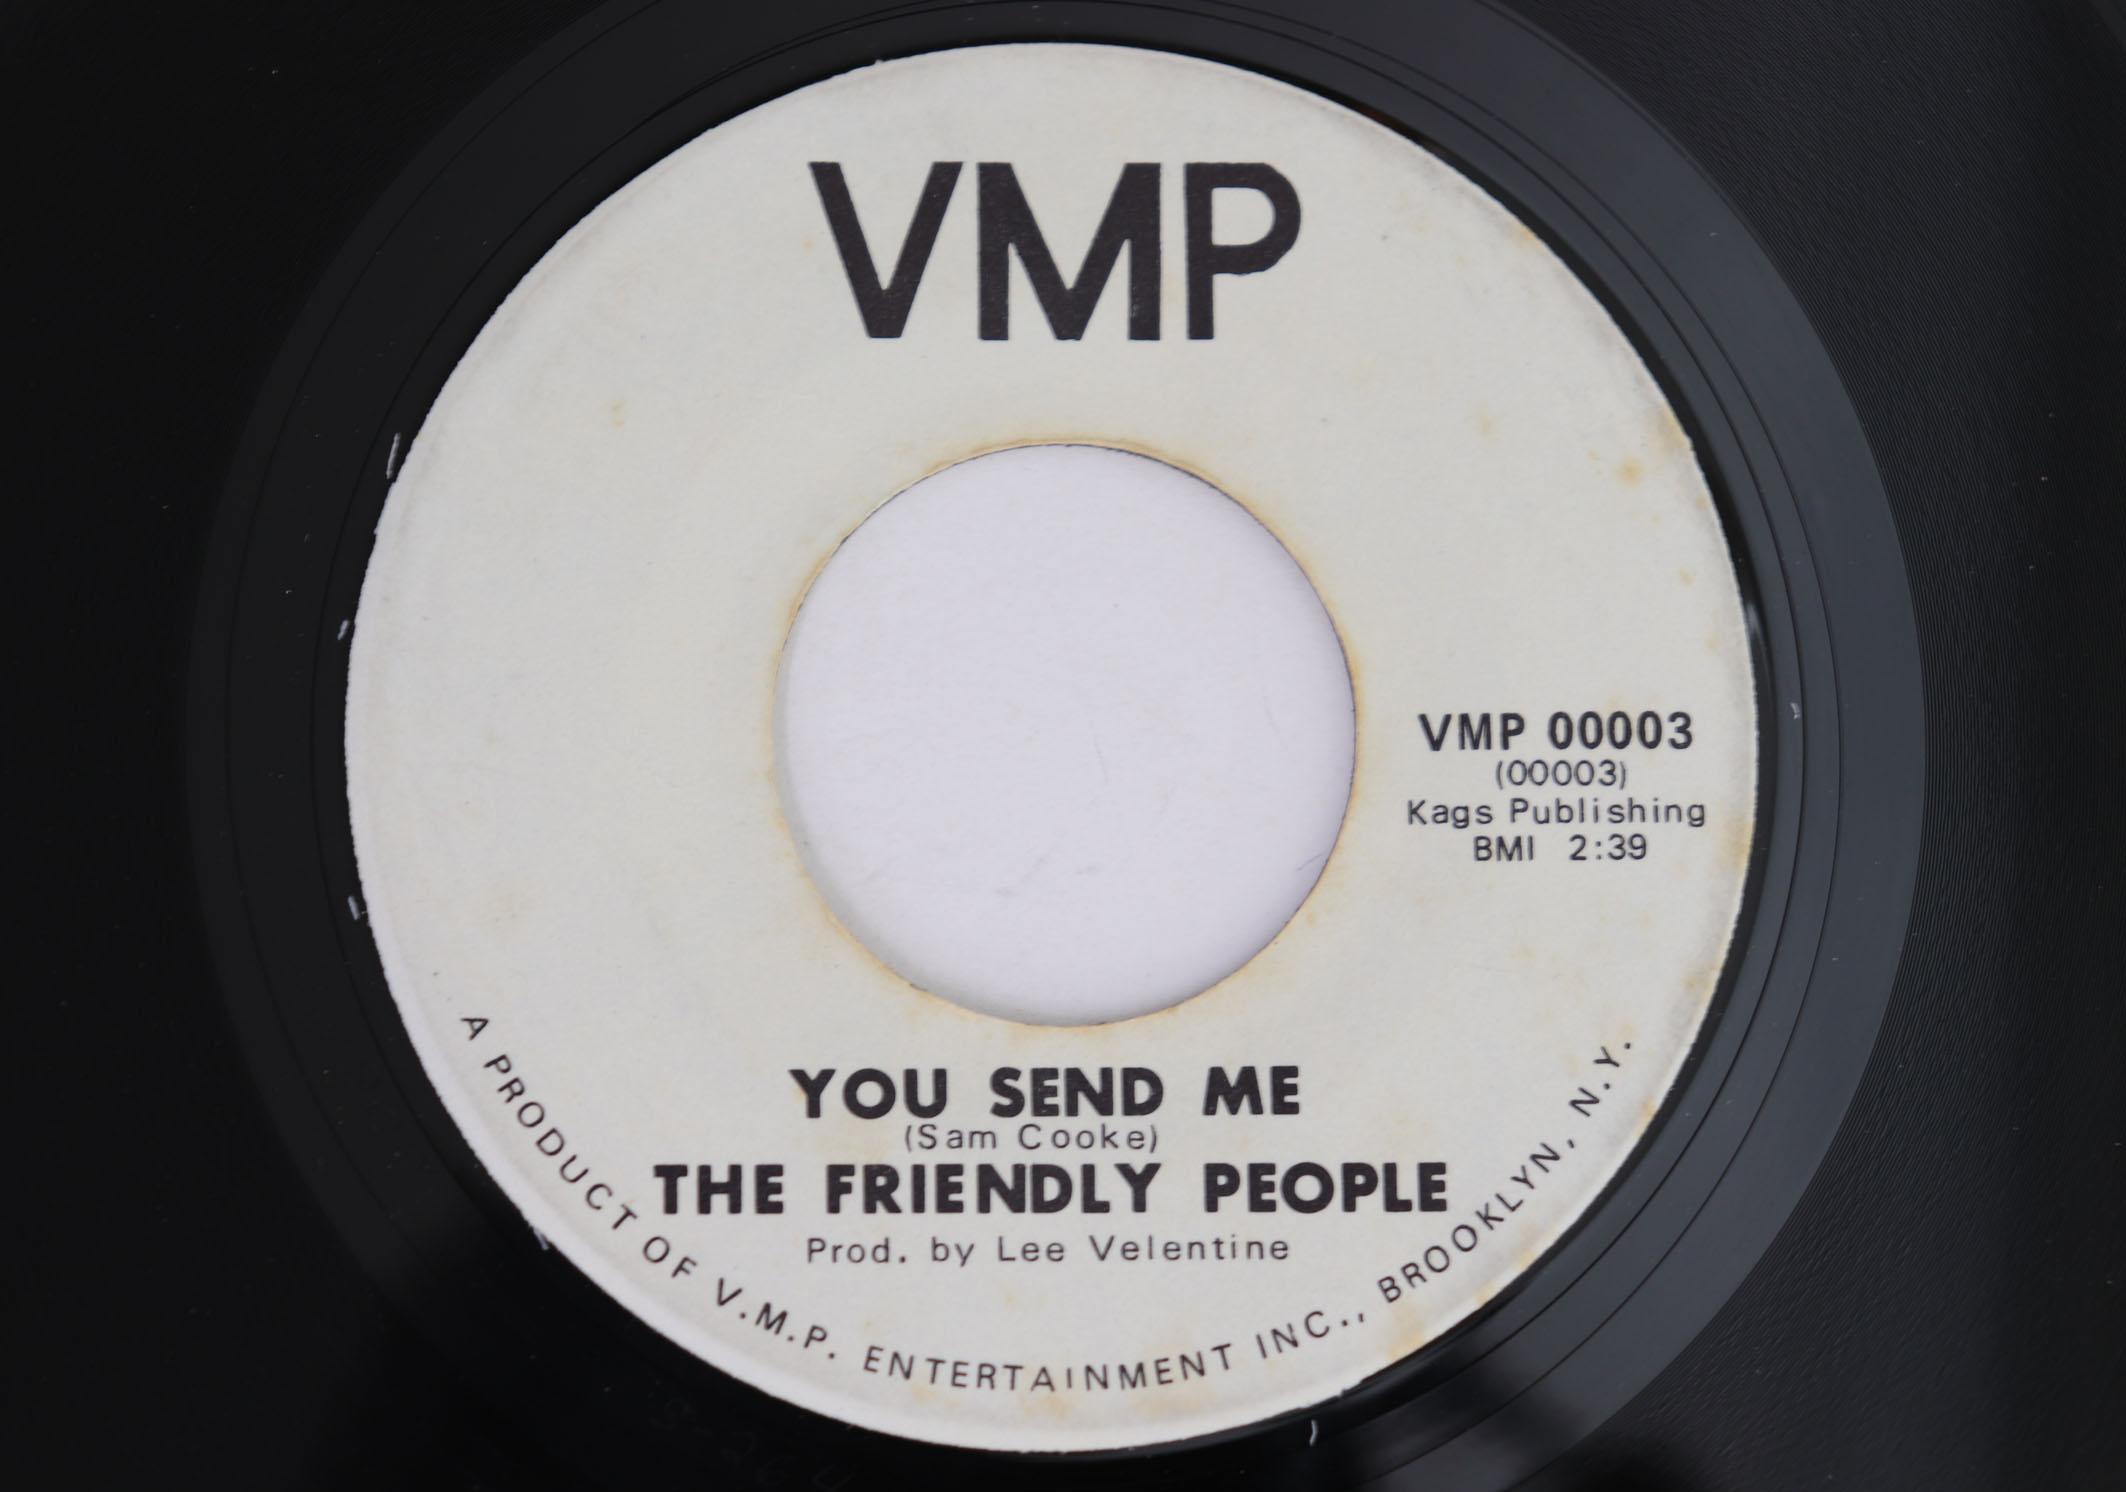 VMP
VMP 00003
(00003)
Kags Publishing
BMI 2:39
YOU SEND ME
(Sam Cooke)
THE FRIENDLY PEOPLE
Prod. by Lee Velentine
A PRODUCT OF V.M.P. ENTERTAINMENT INC., BROOKLYN, N.Y.